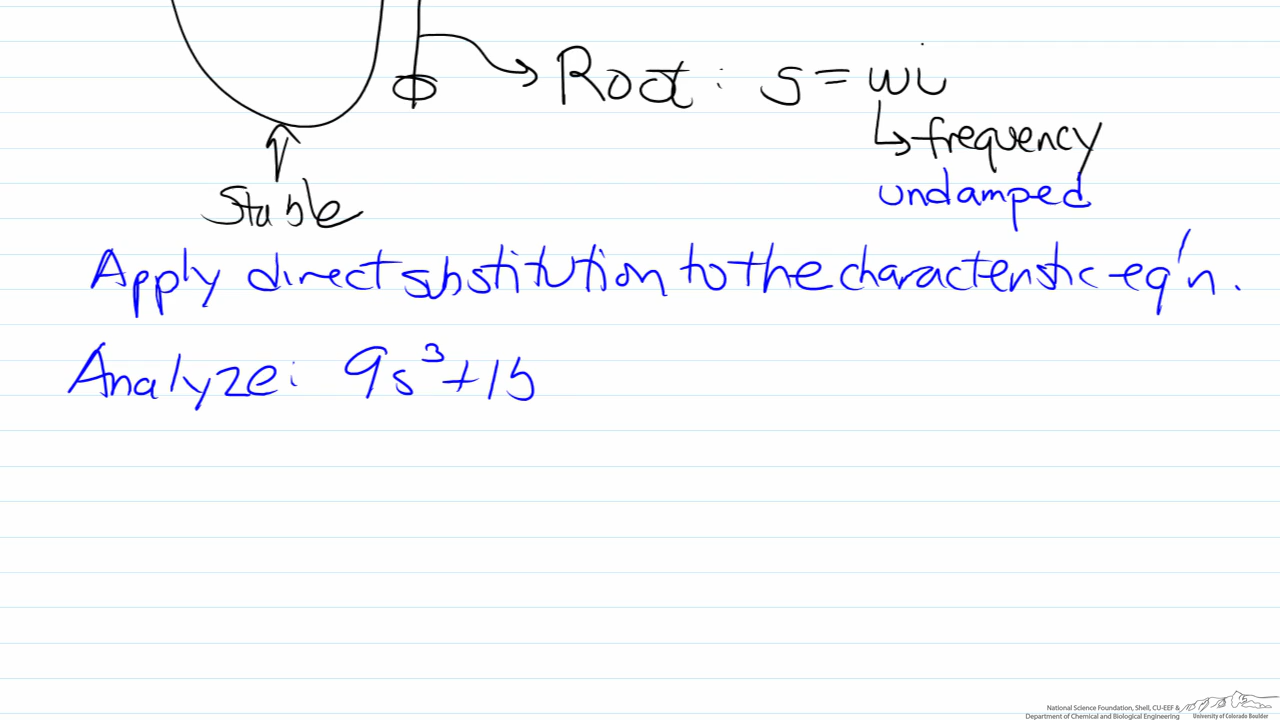 Root: s = ωi
frequency
undamped
Stable
Apply direct substitution to the characteristic eq'n.
Analyze: 9s³+15
National Science Foundation, Shell, CU-EEF &
Department of Chemical and Biological Engineering
University of Colorado Boulder